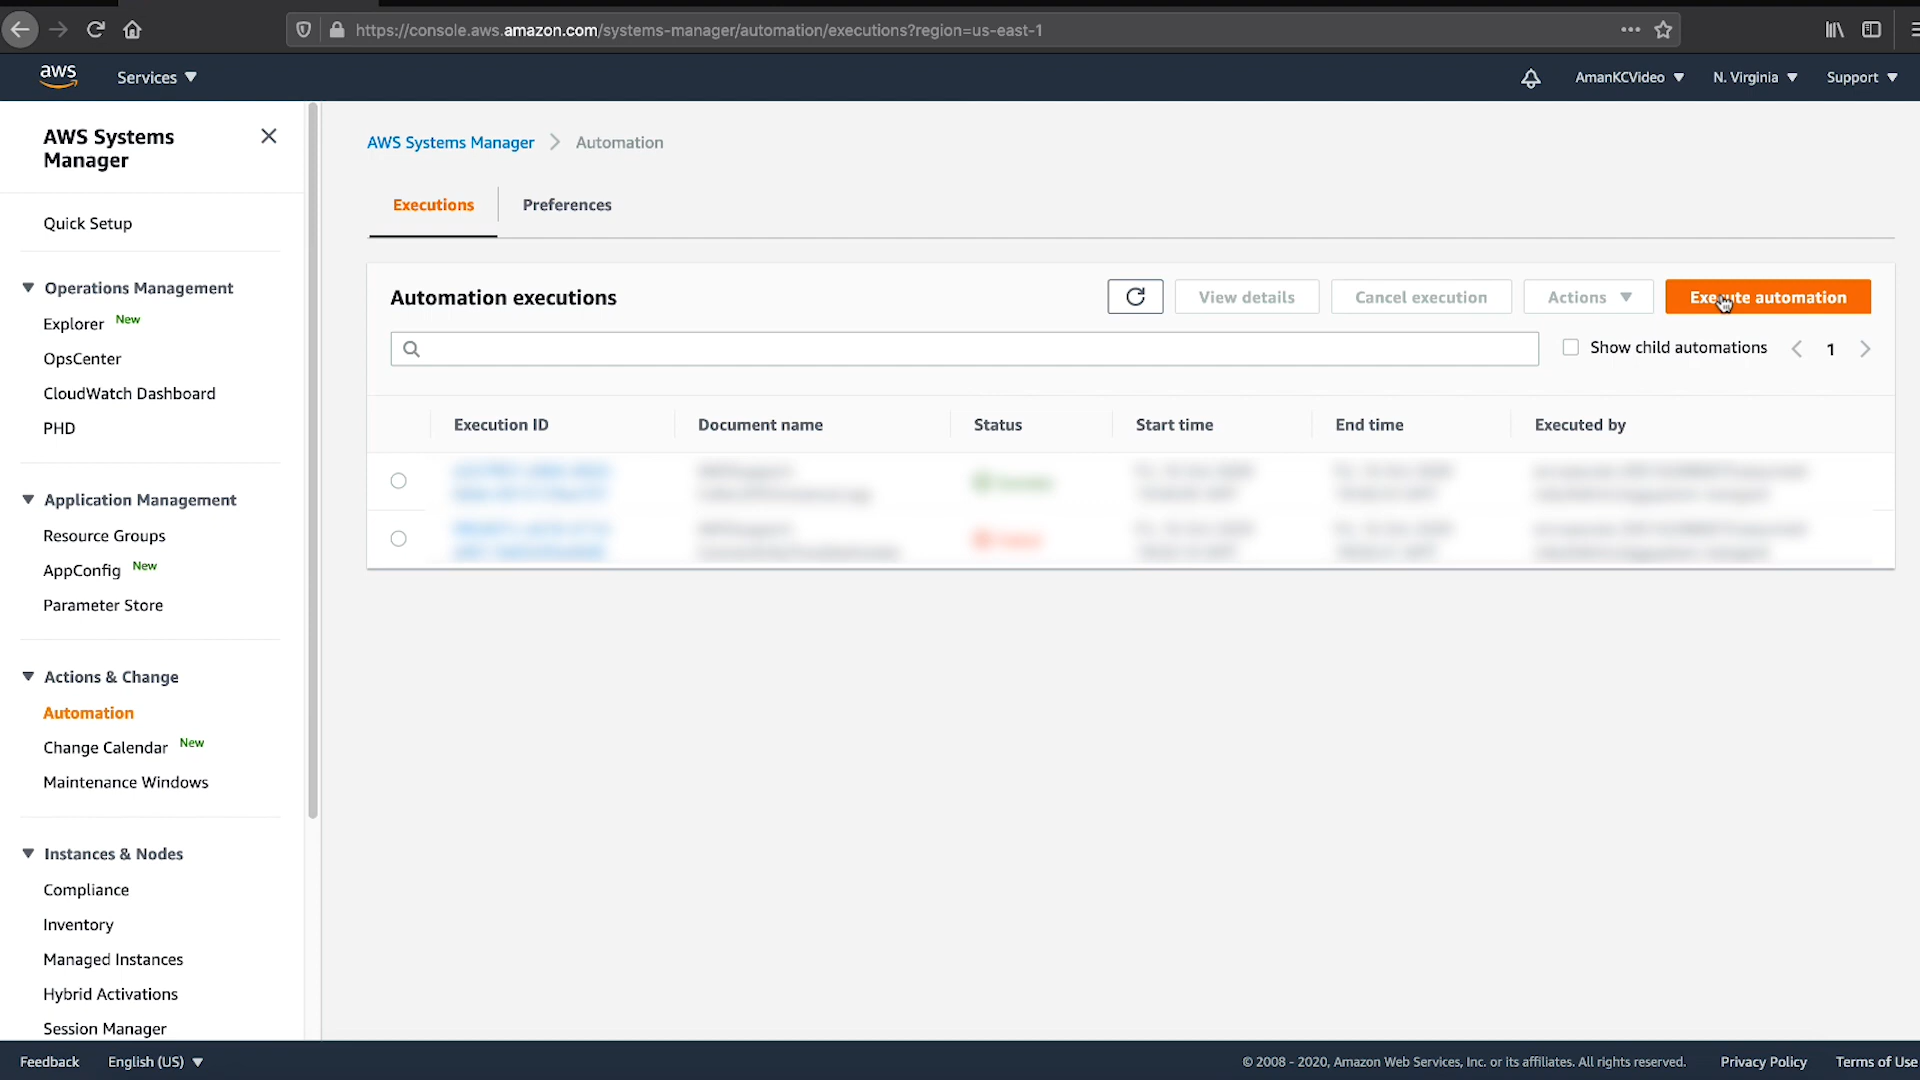 https://console.aws.amazon.com/systems-manager/automation/executions?region=us-east-1
aws
Services
AmanKCVideo
N. Virginia
Support
AWS Systems
Manager
Quick Setup
Operations Management
Explorer New
OpsCenter
CloudWatch Dashboard
PHD
Application Management
Resource Groups
AppConfig New
Parameter Store
Actions & Change
Automation
Change Calendar New
Maintenance Windows
Instances & Nodes
Compliance
Inventory
Managed Instances
Hybrid Activations
Session Manager
AWS Systems Manager > Automation
Executions
Preferences
Automation executions
View details
Cancel execution
Actions
Execute automation
Show child automations
1
Execution ID
Document name
Status
Start time
End time
Executed by
Feedback
English (US)
© 2008 - 2020, Amazon Web Services, Inc. or its affiliates. All rights reserved.
Privacy Policy
Terms of Use